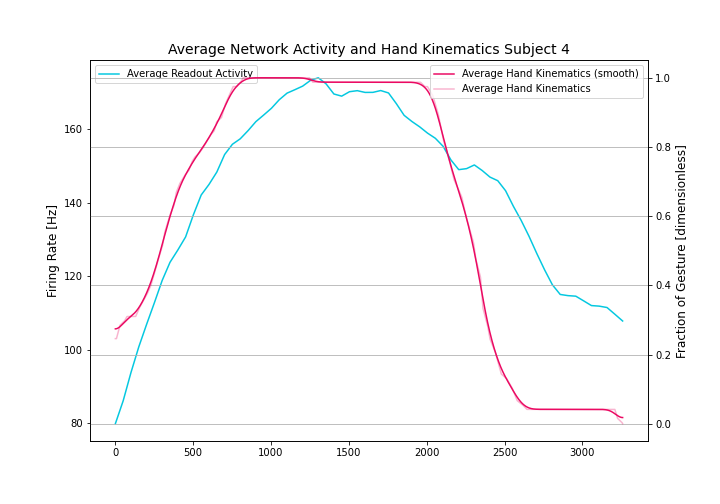 Average Network Activity and Hand Kinematics Subject 4
Average Readout Activity
Average Hand Kinematics (smooth)
Average Hand Kinematics
Firing Rate [Hz]
160
140
120
100
80
1.0
0.8
0.6
0.4
0.2
0.0
Fraction of Gesture [dimensionless]
0 500 1000 1500 2000 2500 3000